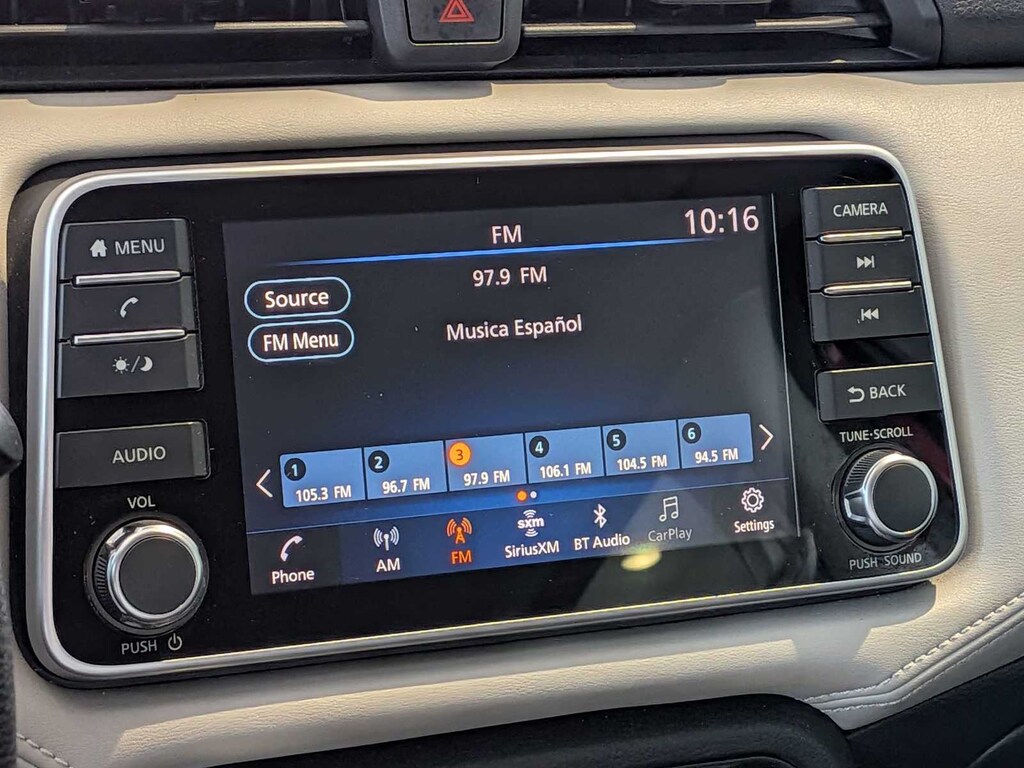 MENU
AUDIO
VOL
PUSH
FM
10:16
97.9 FM
Source
Musica Español
FM Menu
1
105.3 FM
2
96.7 FM
3
97.9 FM
4
106.1 FM
5
104.5 FM
6
94.5 FM
Phone
AM
A
FM
sxm
SiriusXM
BT Audio
CarPlay
Settings
CAMERA
BACK
TUNE·SCROLL
PUSH SOUND